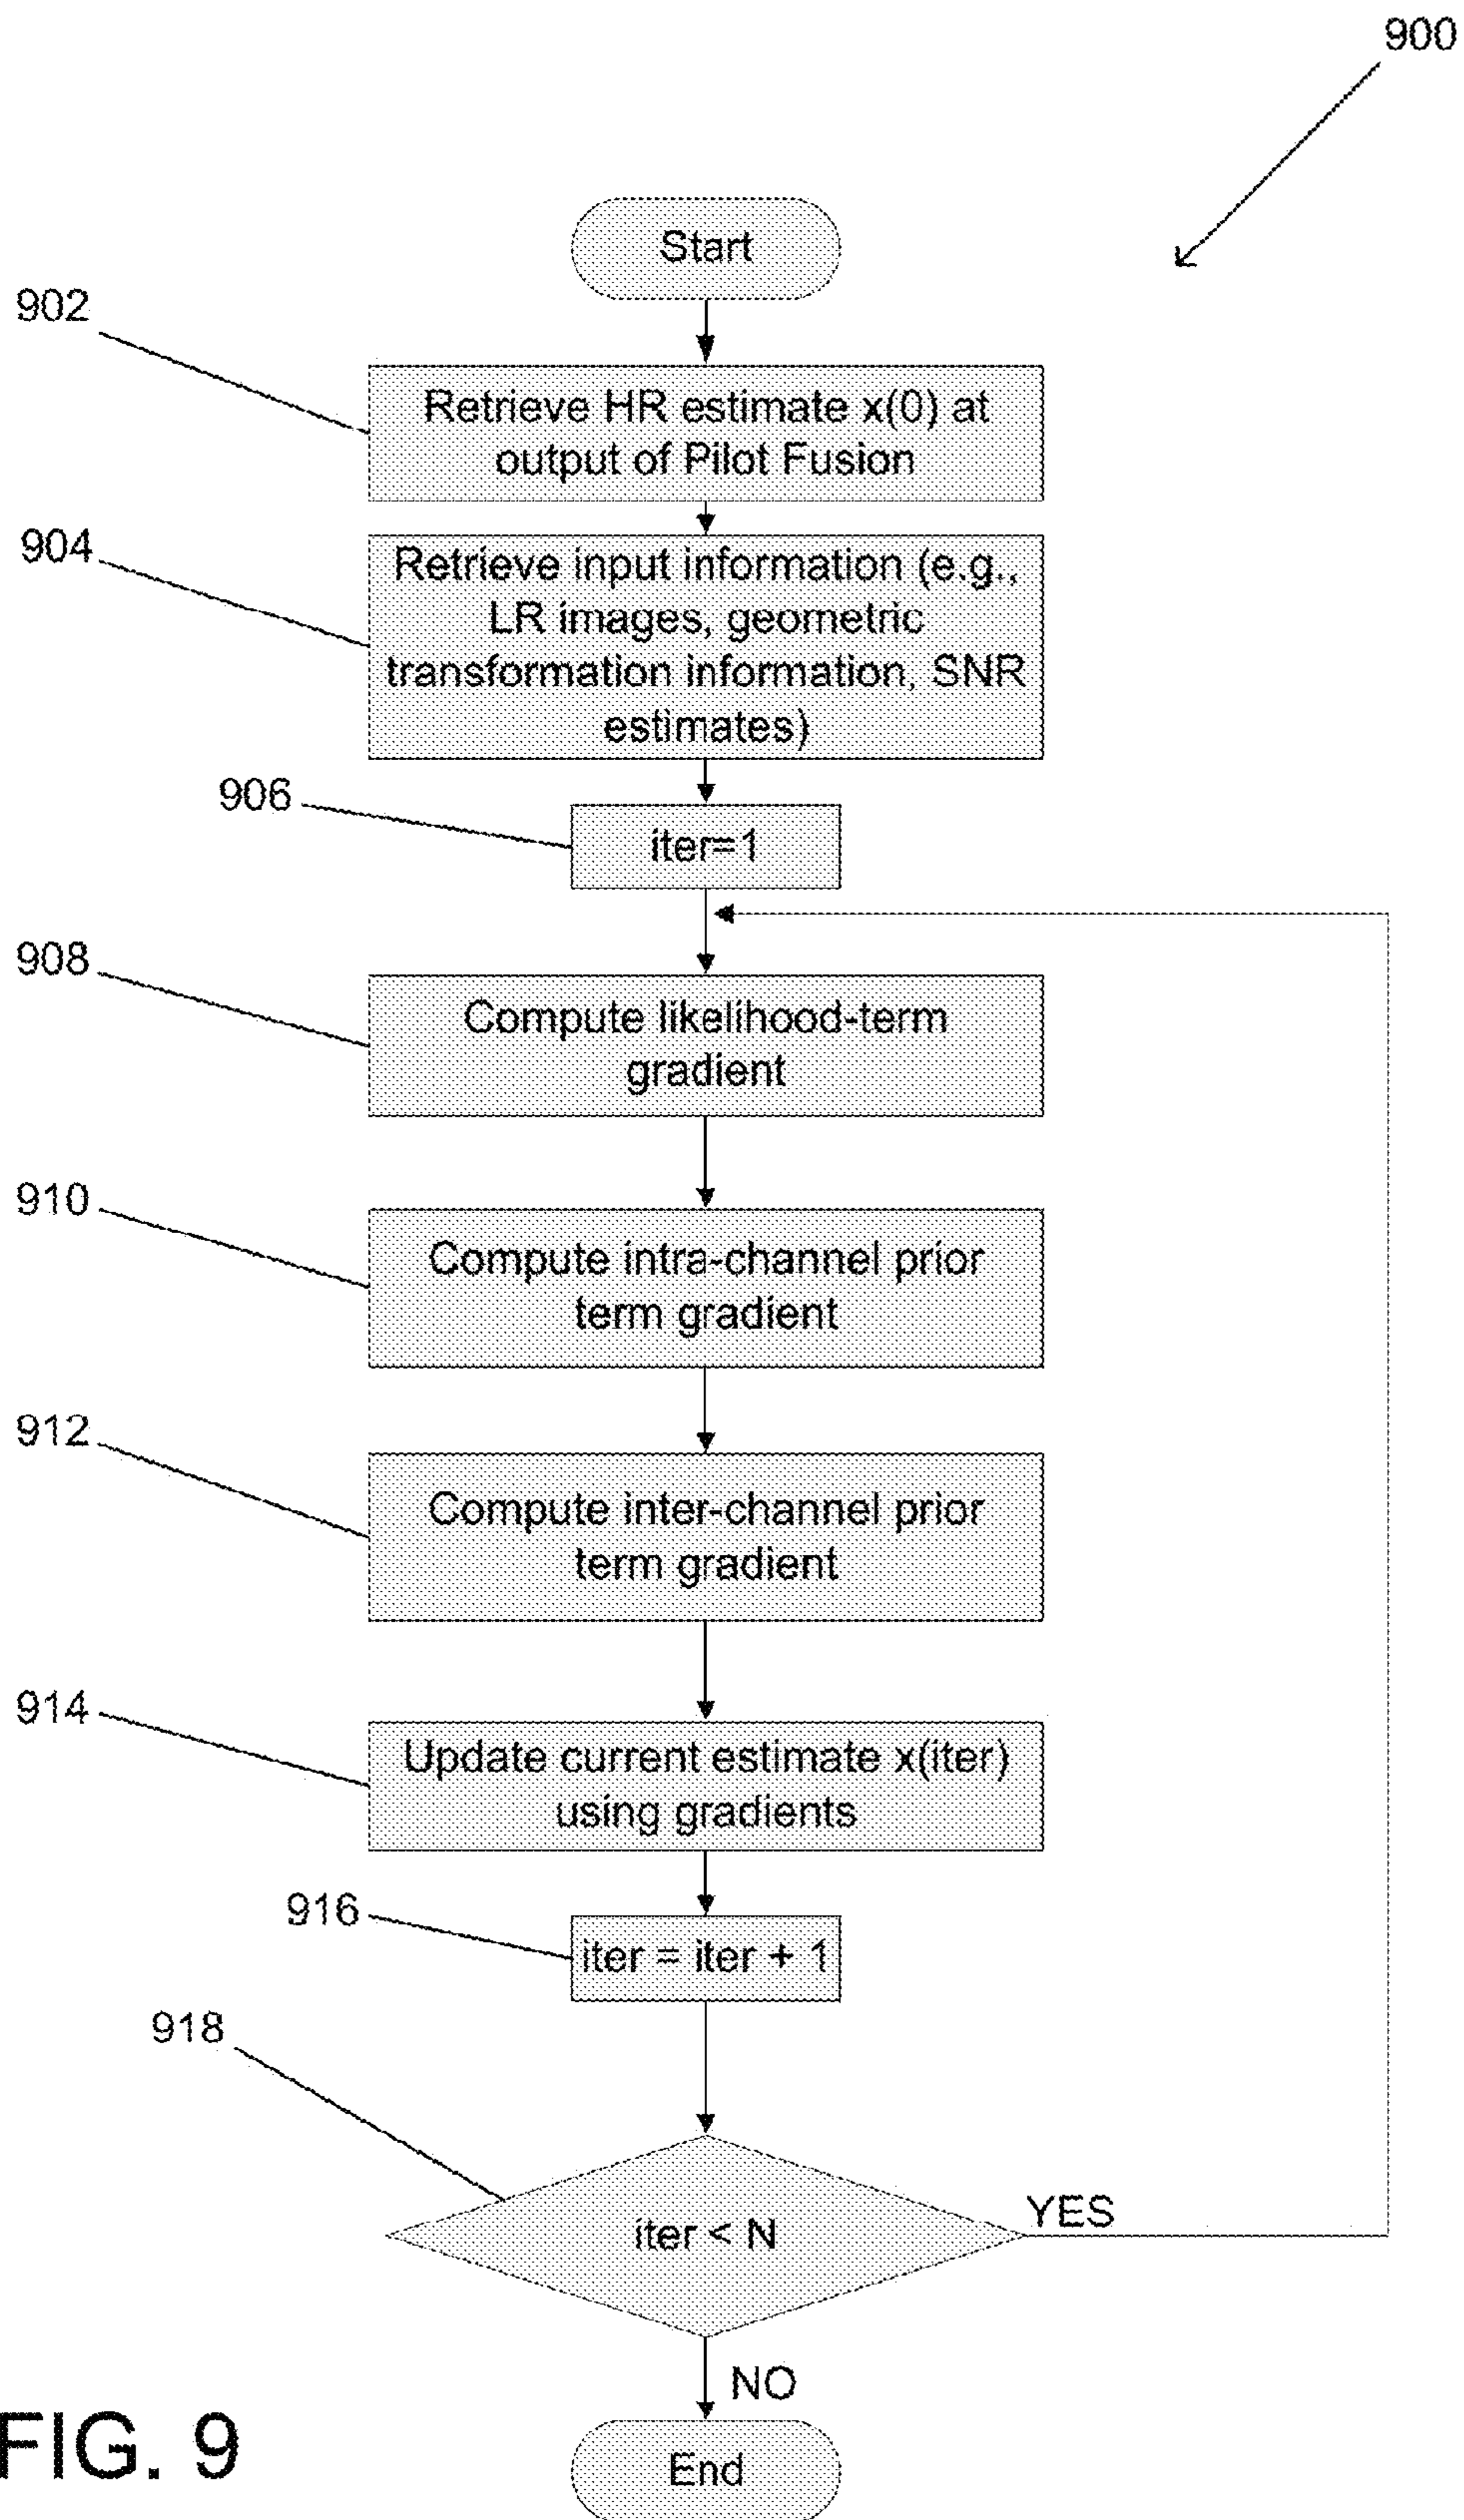 900
Start
902
Retrieve HR estimate x(0) at
output of Pilot Fusion
904
Retrieve input information (e.g.,
LR images, geometric
transformation information, SNR
estimates)
906
iter=1
908
Compute likelihood-term
gradient
910
Compute intra-channel prior
term gradient
912
Compute inter-channel prior
term gradient
914
Update current estimate x(iter)
using gradients
916
iter = iter + 1
918
iter < N
YES
NO
End
FIG. 9